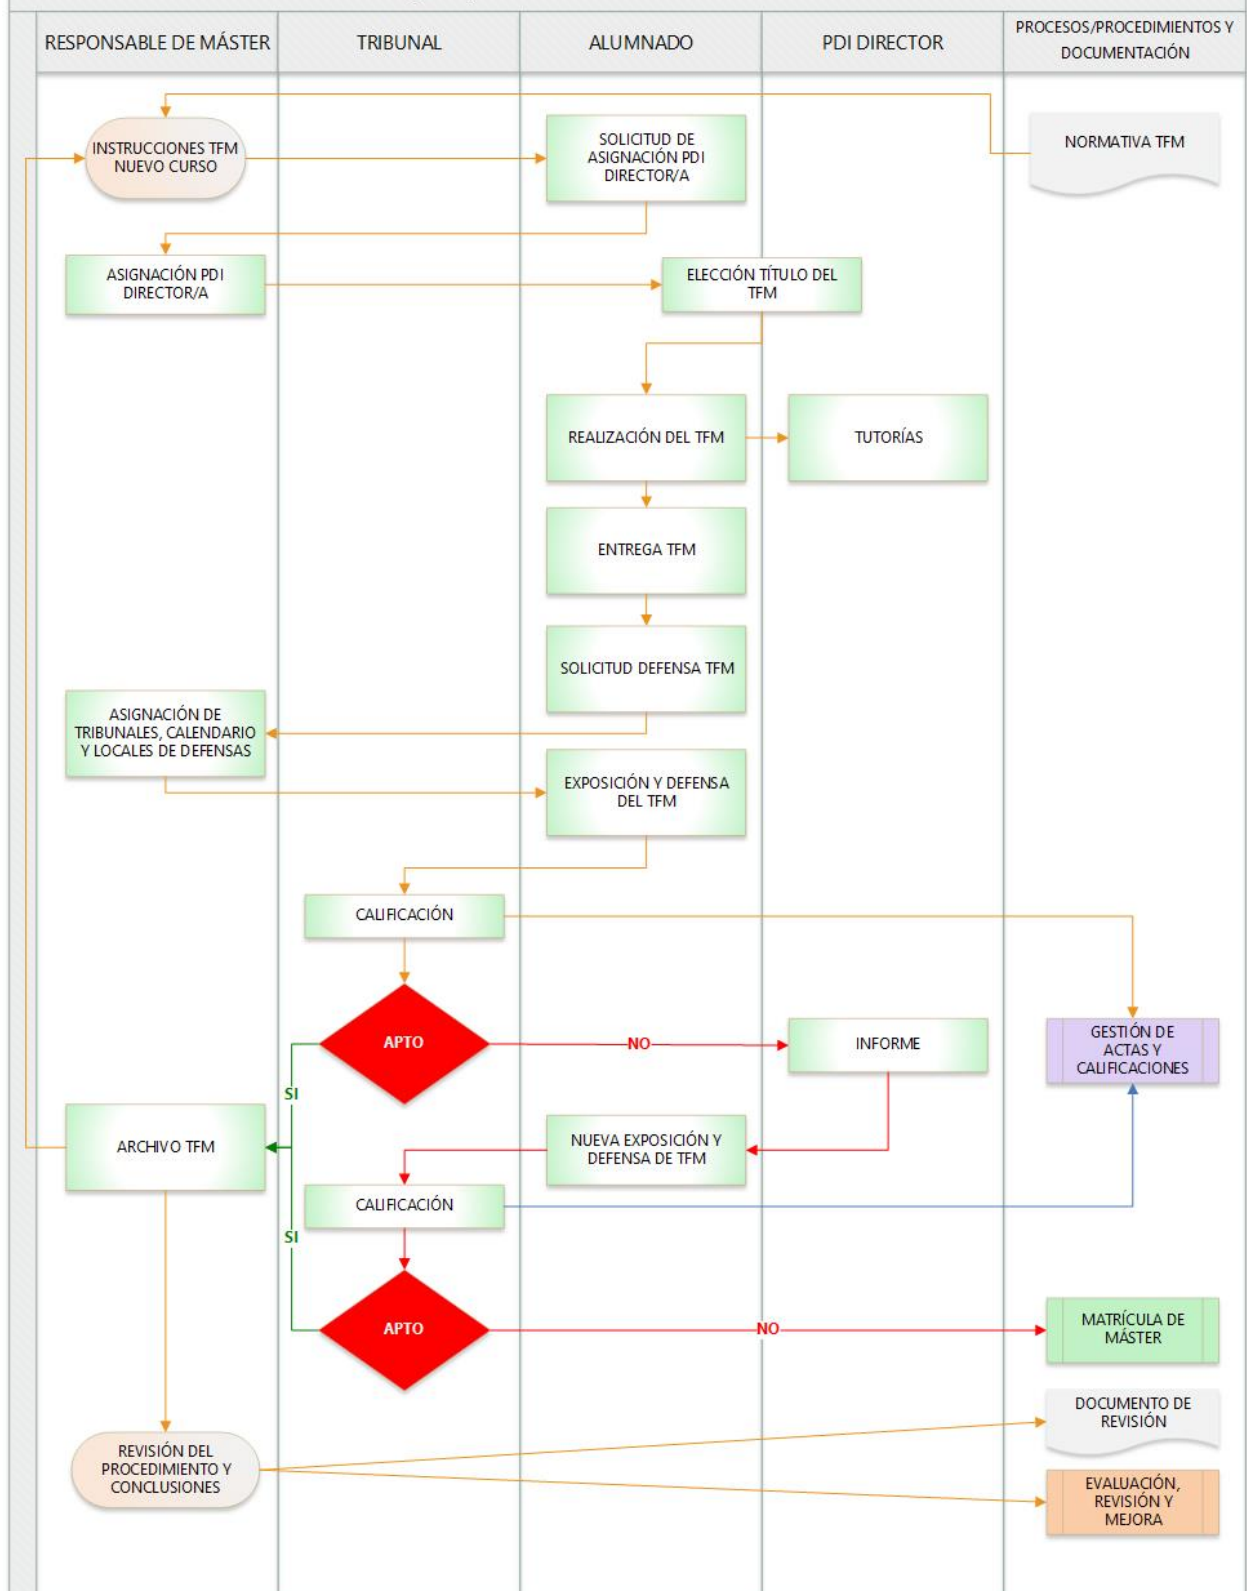 RESPONSABLE DE MÁSTER
TRIBUNAL
ALUMNADO
PDI DIRECTOR
PROCESOS/PROCEDIMIENTOS Y
DOCUMENTACIÓN
INSTRUCCIONES TFM
NUEVO CURSO
SOLICITUD DE
ASIGNACIÓN PDI
DIRECTOR/A
NORMATIVA TFM
ASIGNACIÓN PDI
DIRECTOR/A
ELECCIÓN TÍTULO DEL
TFM
REALIZACIÓN DEL TFM
TUTORÍAS
ENTREGA TFM
SOLICITUD DEFENSA TFM
ASIGNACIÓN DE
TRIBUNALES, CALENDARIO
Y LOCALES DE DEFENSAS
EXPOSICIÓN Y DEFENSA
DEL TFM
CALIFICACIÓN
APTO
NO
INFORME
GESTIÓN DE
ACTAS Y
CALIFICACIONES
SI
ARCHIVO TFM
NUEVA EXPOSICIÓN Y
DEFENSA DE TFM
CALIFICACIÓN
SI
APTO
NO
MATRÍCULA DE
MÁSTER
DOCUMENTO DE
REVISIÓN
REVISIÓN DEL
PROCEDIMIENTO Y
CONCLUSIONES
EVALUACIÓN,
REVISIÓN Y
MEJORA